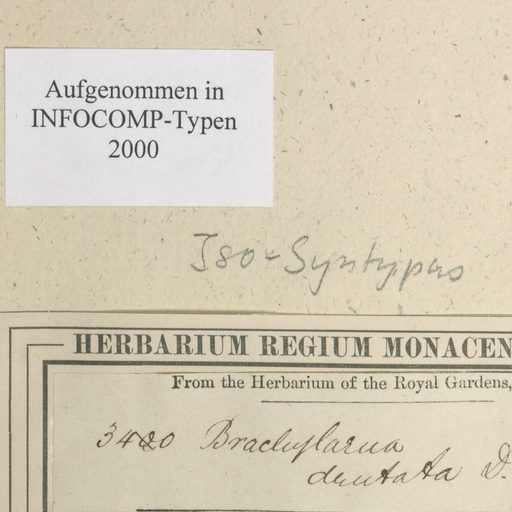 Aufgenommen in
INFOCOMP-Typen
2000
Iso-Syntypus
HERBARIUM REGIUM MONACEN
From the Herbarium of the Royal Gardens,
3400 Brachylaena
dentata D.